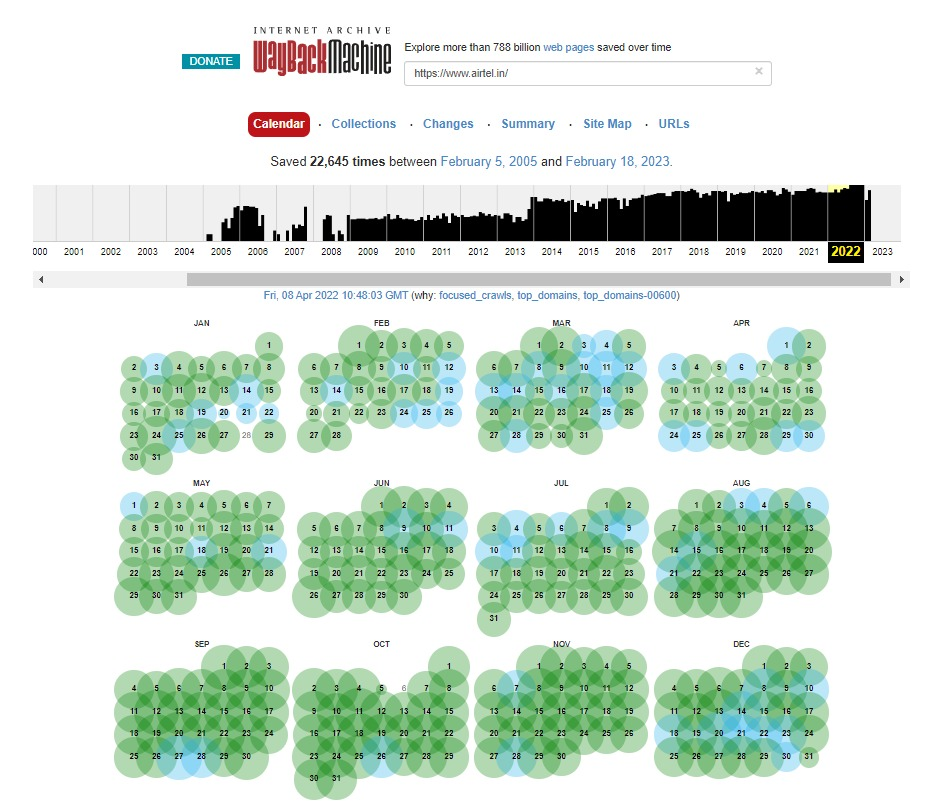 INTERNET ARCHIVE
WayBackMachine
DONATE
Explore more than 788 billion web pages saved over time
https://www.airtel.in/ ×
Calendar · Collections · Changes · Summary · Site Map · URLs
Saved 22,645 times between February 5, 2005 and February 18, 2023.
000 2001 2002 2003 2004 2005 2006 2007 2008 2009 2010 2011 2012 2013 2014 2015 2016 2017 2018 2019 2020 2021 2022 2023
Fri, 08 Apr 2022 10:48:03 GMT (why: focused_crawls, top_domains, top_domains-00600)
JAN
1
2 3 4 5 6 7 8
9 10 11 12 13 14 15
16 17 18 19 20 21 22
23 24 25 26 27 28 29
30 31
FEB
1 2 3 4 5
6 7 8 9 10 11 12
13 14 15 16 17 18 19
20 21 22 23 24 25 26
27 28
MAR
1 2 3 4 5
6 7 8 9 10 11 12
13 14 15 16 17 18 19
20 21 22 23 24 25 26
27 28 29 30 31
APR
1 2
3 4 5 6 7 8 9
10 11 12 13 14 15 16
17 18 19 20 21 22 23
24 25 26 27 28 29 30
MAY
1 2 3 4 5 6 7
8 9 10 11 12 13 14
15 16 17 18 19 20 21
22 23 24 25 26 27 28
29 30 31
JUN
1 2 3 4
5 6 7 8 9 10 11
12 13 14 15 16 17 18
19 20 21 22 23 24 25
26 27 28 29 30
JUL
1 2
3 4 5 6 7 8 9
10 11 12 13 14 15 16
17 18 19 20 21 22 23
24 25 26 27 28 29 30
31
AUG
1 2 3 4 5 6
7 8 9 10 11 12 13
14 15 16 17 18 19 20
21 22 23 24 25 26 27
28 29 30 31
SEP
1 2 3
4 5 6 7 8 9 10
11 12 13 14 15 16 17
18 19 20 21 22 23 24
25 26 27 28 29 30
OCT
1
2 3 4 5 6 7 8
9 10 11 12 13 14 15
16 17 18 19 20 21 22
23 24 25 26 27 28 29
30 31
NOV
1 2 3 4 5
6 7 8 9 10 11 12
13 14 15 16 17 18 19
20 21 22 23 24 25 26
27 28 29 30
DEC
1 2 3
4 5 6 7 8 9 10
11 12 13 14 15 16 17
18 19 20 21 22 23 24
25 26 27 28 29 30 31